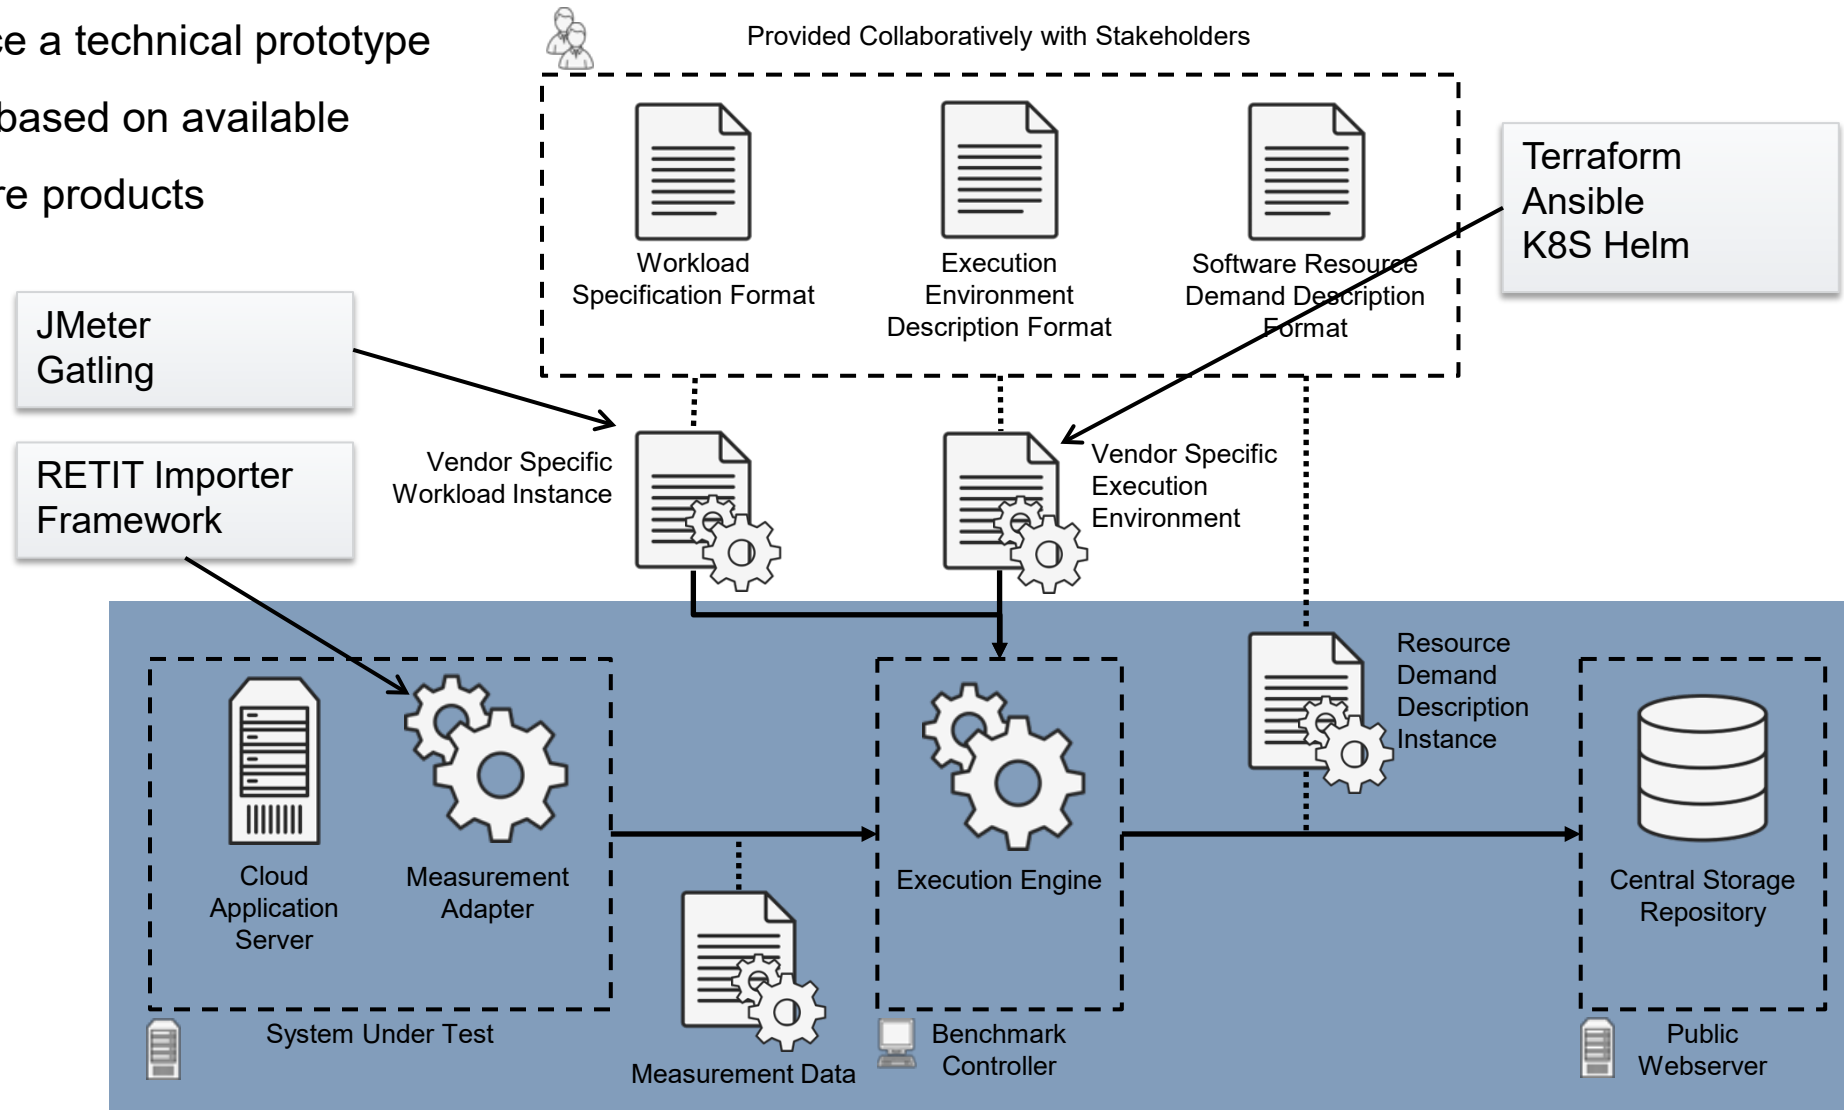 ce a technical prototype
based on available
re products
Provided Collaboratively with Stakeholders
Workload
Specification Format
Execution
Environment
Description Format
Software Resource
Demand Description
Format
Terraform
Ansible
K8S Helm
JMeter
Gatling
RETIT Importer
Framework
Vendor Specific
Workload Instance
Vendor Specific
Execution
Environment
Resource
Demand
Description
Instance
Cloud
Application
Server
Measurement
Adapter
Execution Engine
Central Storage
Repository
System Under Test
Measurement Data
Benchmark
Controller
Public
Webserver